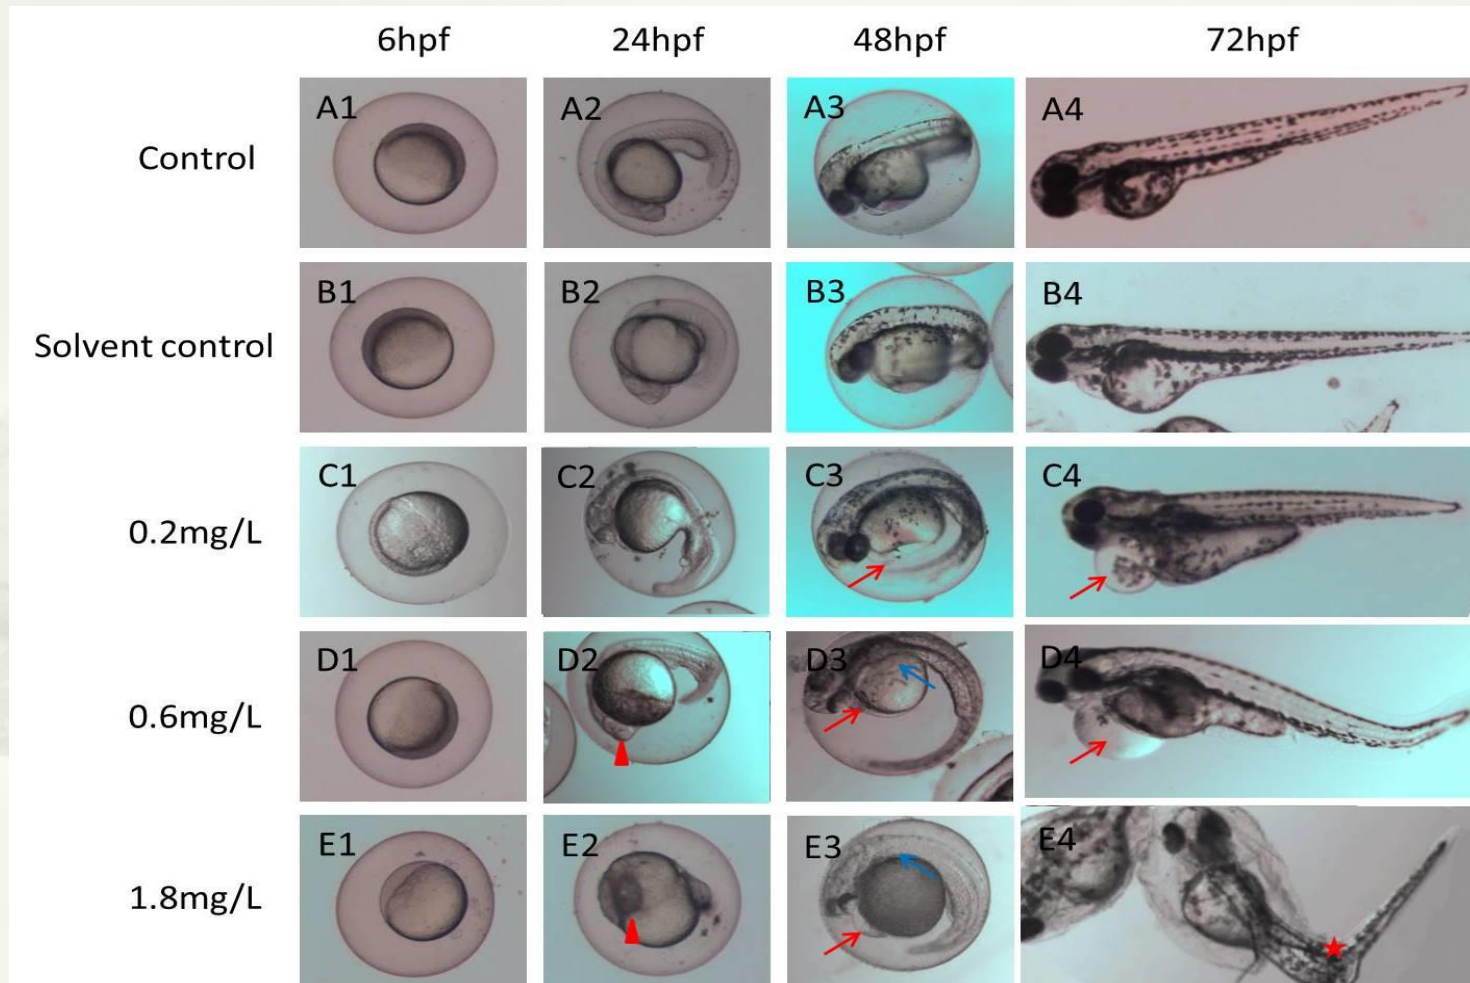 6hpf 24hpf 48hpf 72hpf
Control A1 A2 A3 A4
Solvent control B1 B2 B3 B4
0.2mg/L C1 C2 C3 C4
0.6mg/L D1 D2 D3 D4
1.8mg/L E1 E2 E3 E4